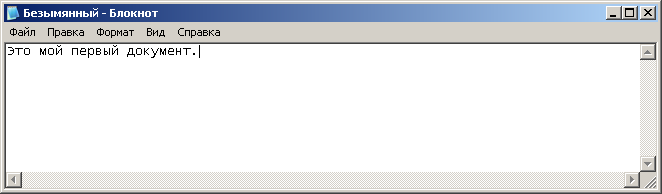 Безымянный - Блокнот
Файл Правка Формат Вид Справка
Это мой первый документ.